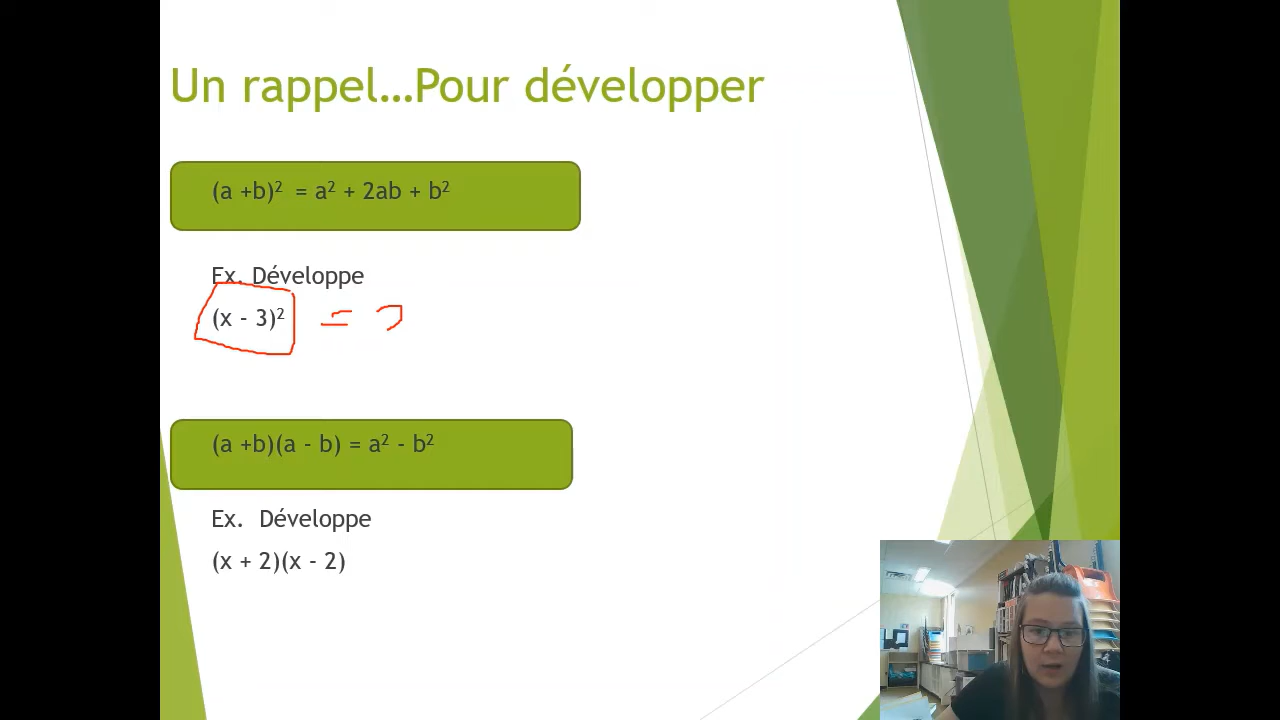 Un rappel…Pour développer
(a +b)² = a² + 2ab + b²
Ex. Développe
(x - 3)² =
(a +b)(a - b) = a² - b²
Ex. Développe
(x + 2)(x - 2)